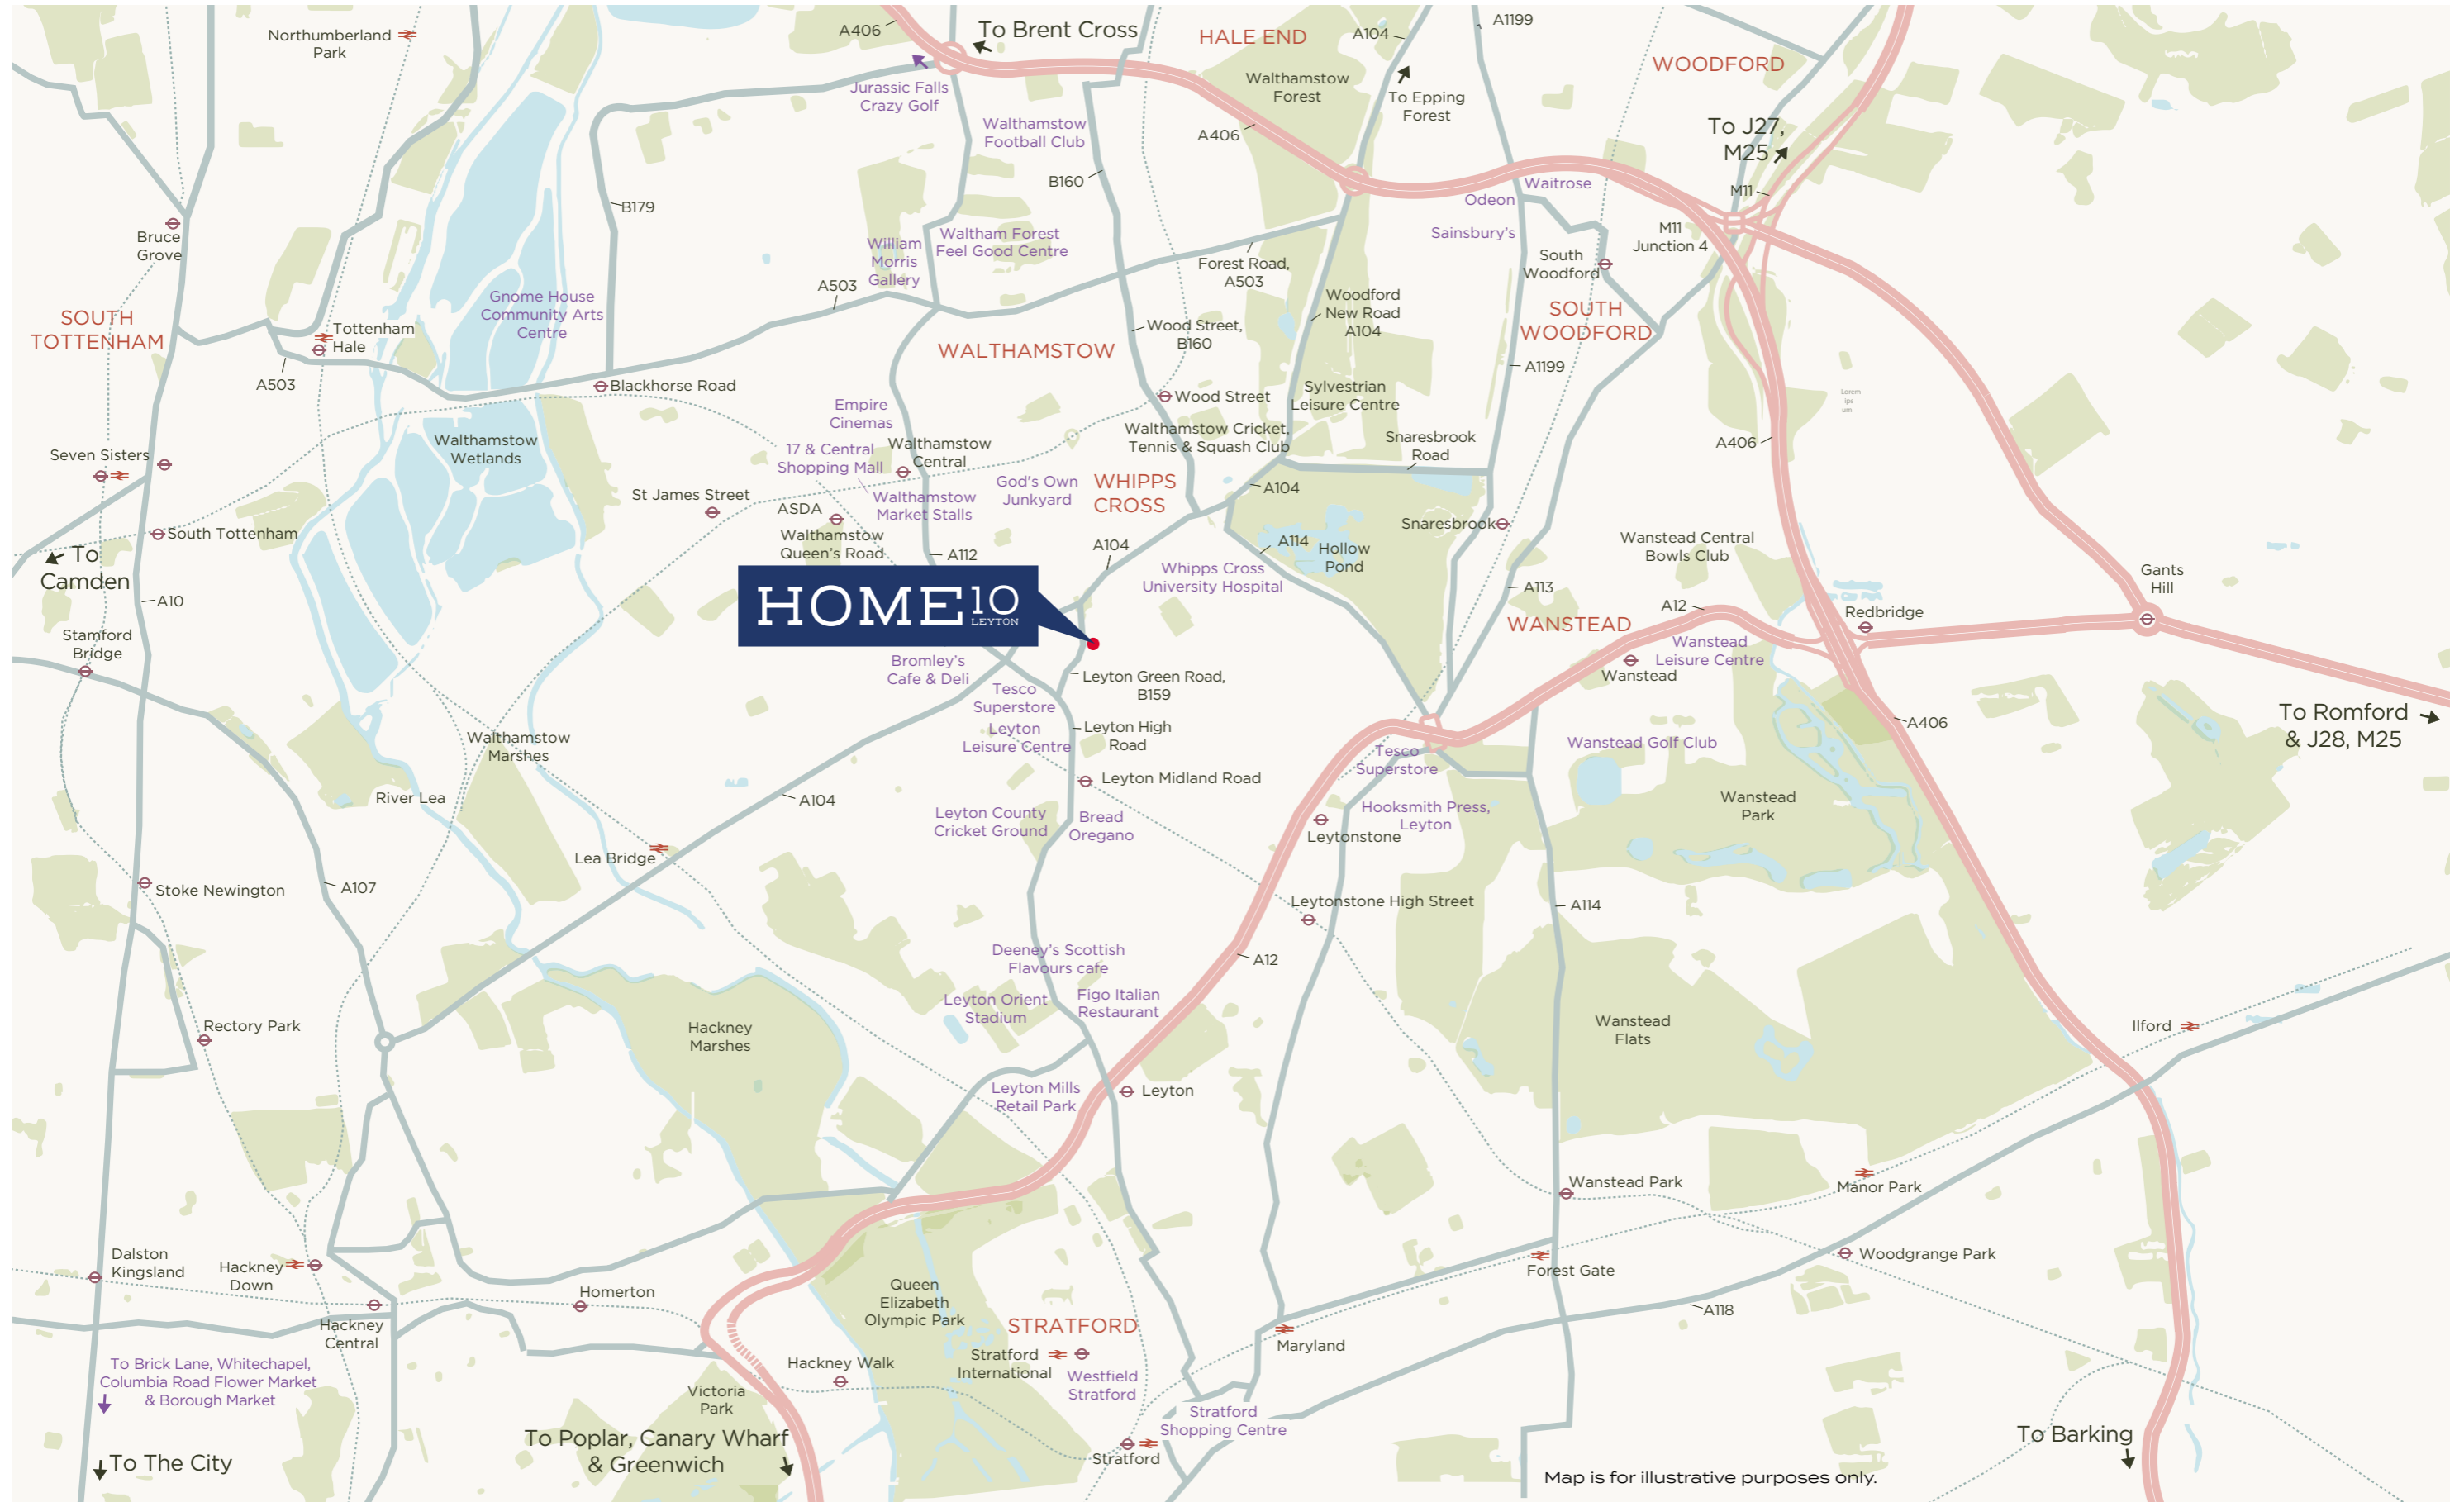 Northumberland
Park
A406
To Brent Cross
HALE END
A104
A1199
WOODFORD
Walthamstow
Forest
To Epping
Forest
Jurassic Falls
Crazy Golf
Walthamstow
Football Club
A406
To J27,
M25
B160
M11
Waitrose
Odeon
B179
Bruce
Grove
William
Morris
Gallery
Waltham Forest
Feel Good Centre
Sainsbury's
M11
Junction 4
South
Woodford
Forest Road,
A503
A503
Gnome House
Community Arts
Centre
Woodford
New Road
A104
SOUTH
WOODFORD
SOUTH
TOTTENHAM
Tottenham
Hale
Wood Street,
B160
WALTHAMSTOW
A503
Blackhorse Road
A1199
Wood Street
Sylvestrian
Leisure Centre
Lorem
ips
um
Empire
Cinemas
Walthamstow
Wetlands
Walthamstow Cricket,
Tennis & Squash Club
Snaresbrook
Road
A406
Seven Sisters
17 & Central
Shopping Mall
Walthamstow
Central
God's Own
Junkyard
WHIPPS
CROSS
A104
St James Street
Walthamstow
Market Stalls
ASDA
Walthamstow
Queen's Road
Snaresbrook
South Tottenham
A112
A104
A114
Hollow
Pond
Wanstead Central
Bowls Club
To
Camden
Whipps Cross
University Hospital
Gants
Hill
A113
A10
HOME10
LEYTON
A12
Redbridge
WANSTEAD
Stamford
Bridge
Wanstead
Leisure Centre
Bromley's
Cafe & Deli
Leyton Green Road,
B159
Wanstead
Tesco
Superstore
To Romford
& J28, M25
A406
Leyton
Leisure Centre
Leyton High
Road
Walthamstow
Marshes
Wanstead Golf Club
Tesco
Superstore
Leyton Midland Road
River Lea
A104
Wanstead
Park
Leyton County
Cricket Ground
Bread
Oregano
Hooksmith Press,
Leyton
Leytonstone
Lea Bridge
Stoke Newington
A107
Leytonstone High Street
A114
Deeney's Scottish
Flavours cafe
A12
Leyton Orient
Stadium
Figo Italian
Restaurant
Rectory Park
Hackney
Marshes
Wanstead
Flats
Ilford
Leyton Mills
Retail Park
Leyton
Wanstead Park
Manor Park
Dalston
Kingsland
Hackney
Down
Woodgrange Park
Forest Gate
Homerton
Queen
Elizabeth
Olympic Park
A118
Hackney
Central
STRATFORD
Maryland
Stratford
International
Hackney Walk
Westfield
Stratford
To Brick Lane, Whitechapel,
Columbia Road Flower Market
& Borough Market
Victoria
Park
Stratford
Shopping Centre
To Poplar, Canary Wharf
& Greenwich
To Barking
Stratford
To The City
Map is for illustrative purposes only.